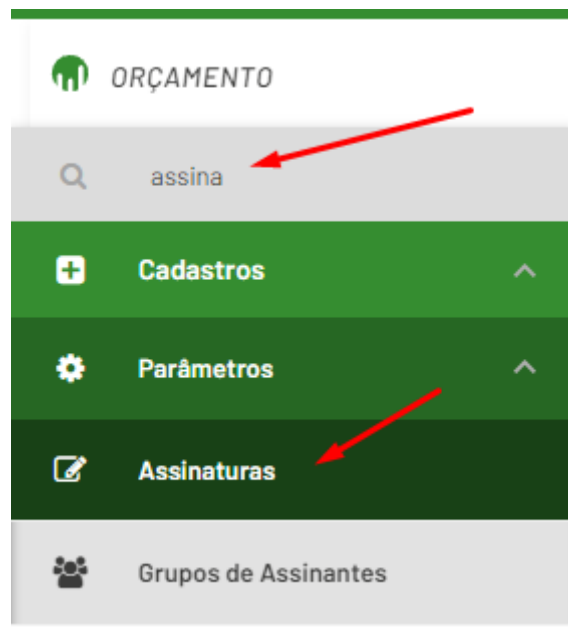 ORÇAMENTO
assina
Cadastros
Parâmetros
Assinaturas
Grupos de Assinantes